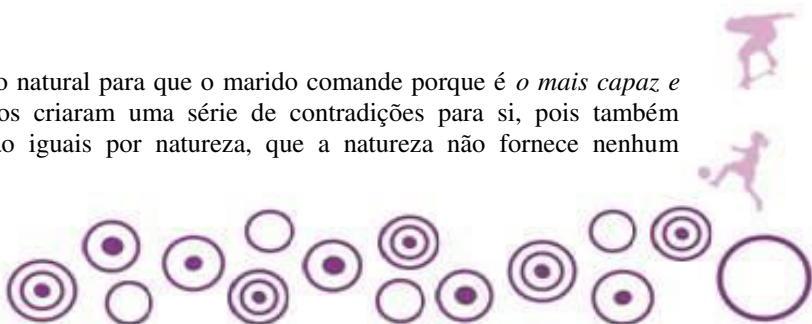 o natural para que o marido comande porque é o mais capaz e
os criaram uma série de contradições para si, pois também
o iguais por natureza, que a natureza não fornece nenhum